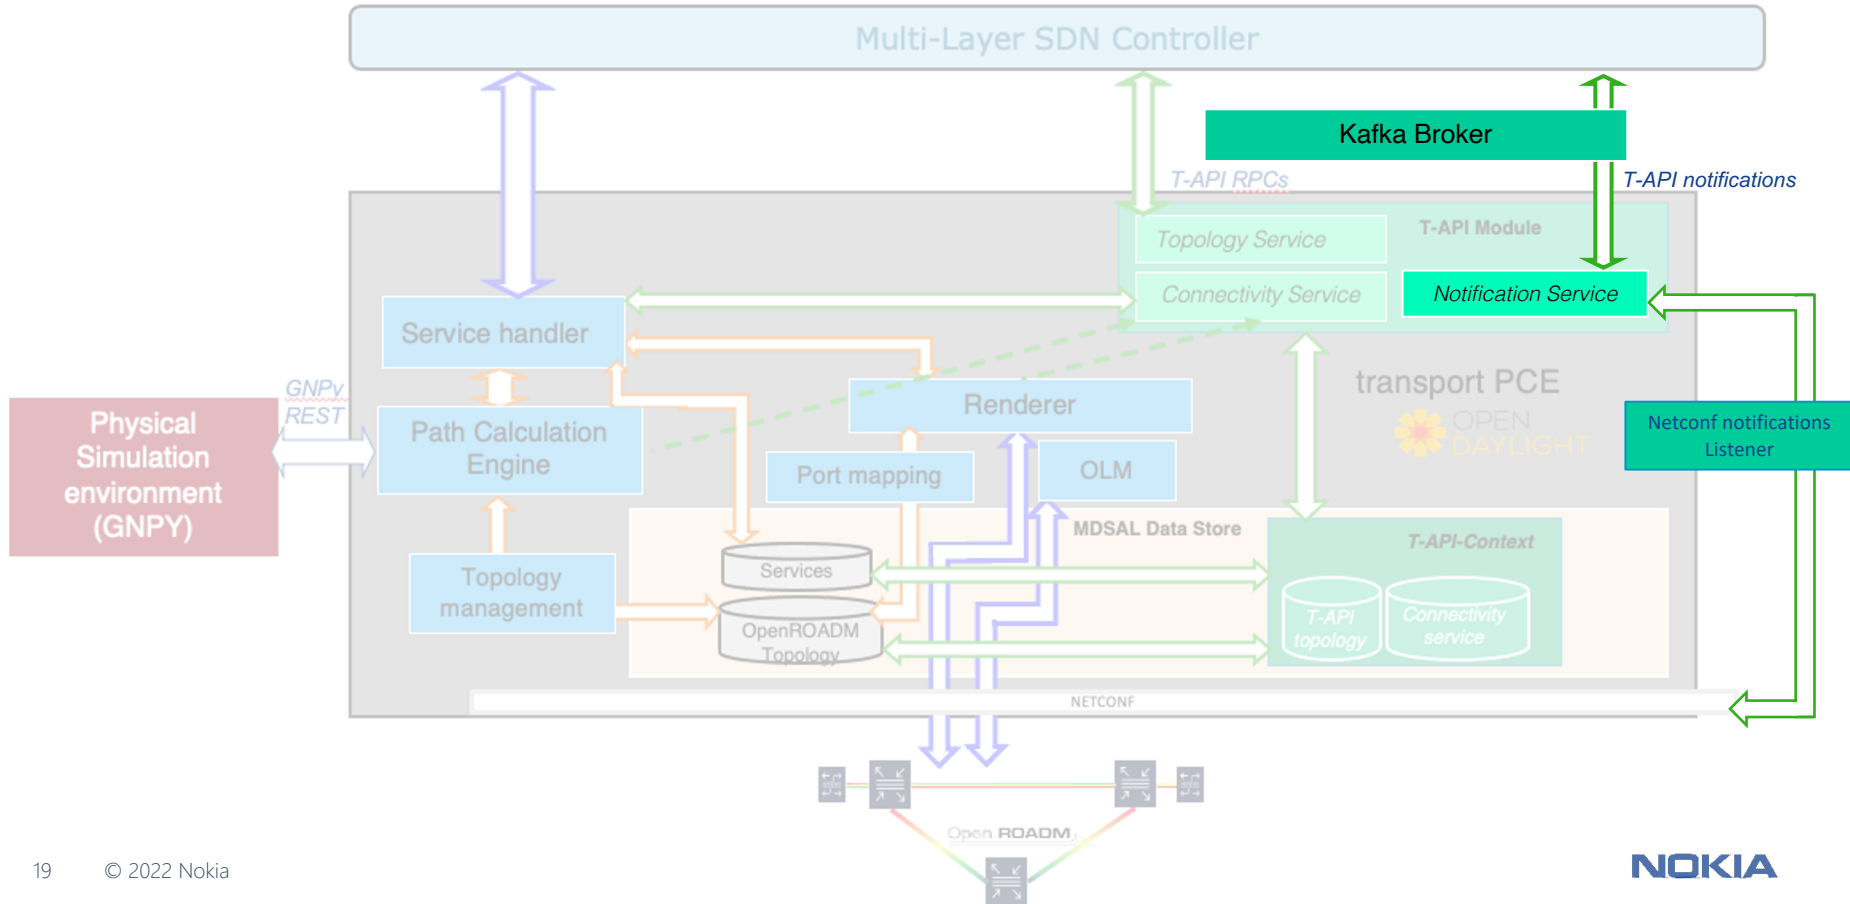 Multi-Layer SDN Controller
Kafka Broker
T-API RPCs
T-API notifications
T-API Module
Topology Service
Connectivity Service
Notification Service
Service handler
transport PCE
OPEN
DAYLIGHT
GNPy
REST
Physical
Simulation
environment
(GNPY)
Path Calculation
Engine
Renderer
Port mapping
OLM
Netconf notifications
Listener
MDSAL Data Store
T-API-Context
Services
Topology
management
OpenROADM
Topology
T-API
topology
Connectivity
service
NETCONF
Open ROADM
19
© 2022 Nokia
NOKIA